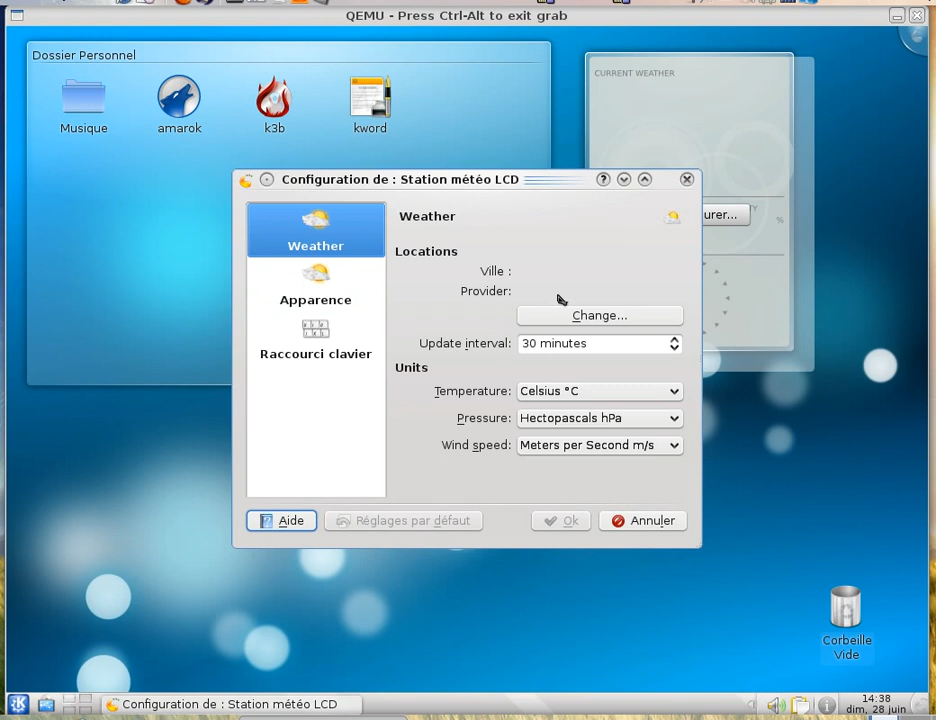 QEMU - Press Ctrl-Alt to exit grab
Dossier Personnel
Musique
amarok
k3b
kword
CURRENT WEATHER
urer...
TY
%
Configuration de : Station météo LCD
Weather
Apparence
Raccourci clavier
Weather
Locations
Ville :
Provider:
Change...
Update interval: 30 minutes
Units
Temperature: Celsius °C
Pressure: Hectopascals hPa
Wind speed: Meters per Second m/s
Aide
Réglages par défaut
Ok
Annuler
Corbeille
Vide
Configuration de : Station météo LCD
14:38
dim, 28 juin